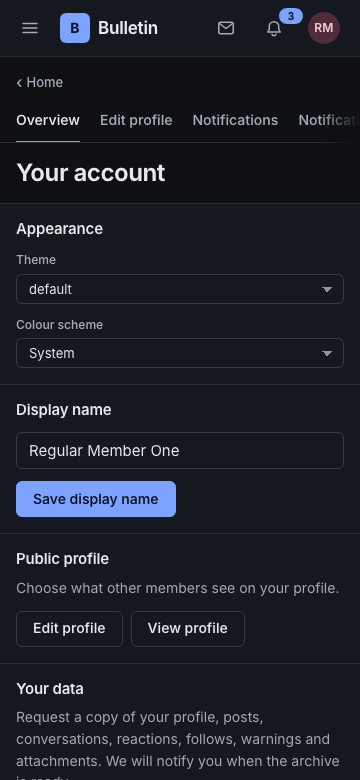 B Bulletin 3 RM
‹ Home
Overview Edit profile Notifications Notificat
Your account
Appearance
Theme
default
Colour scheme
System
Display name
Regular Member One
Save display name
Public profile
Choose what other members see on your profile.
Edit profile View profile
Your data
Request a copy of your profile, posts,
conversations, reactions, follows, warnings and
attachments. We will notify you when the archive
is ready.